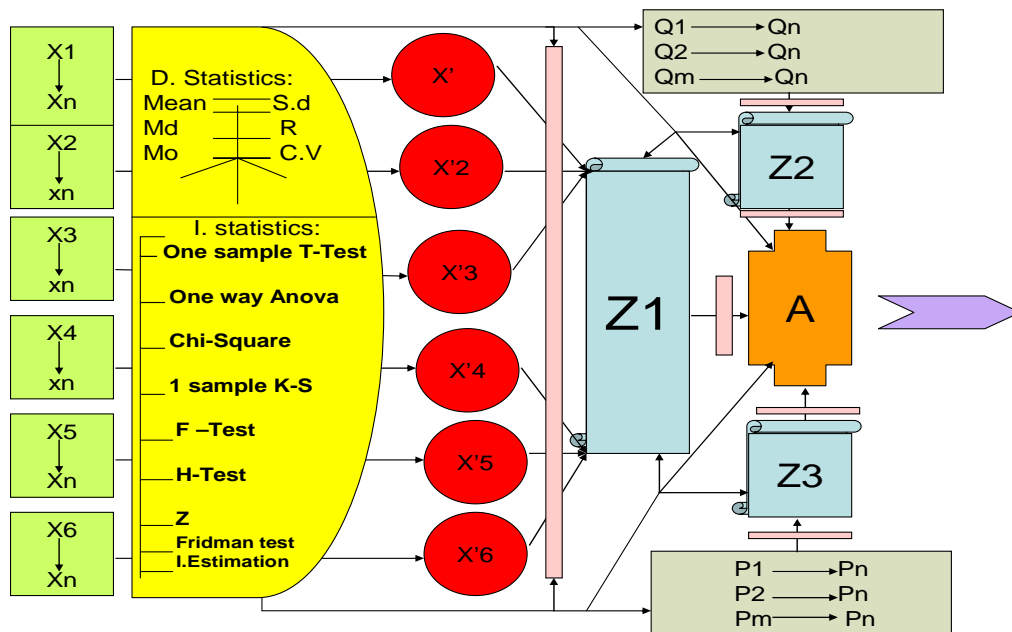 X1
Xn
X2
xn
X3
xn
X4
xn
X5
Xn
X6
Xn
D. Statistics:
Mean S.d
Md R
Mo C.V
I. statistics:
One sample T-Test
One way Anova
Chi-Square
1 sample K-S
F –Test
H-Test
Z
Fridman test
I.Estimation
X'
X'2
X'3
X'4
X'5
X'6
Z1
Q1 Qn
Q2 Qn
Qm Qn
Z2
A
Z3
P1 Pn
P2 Pn
Pm Pn